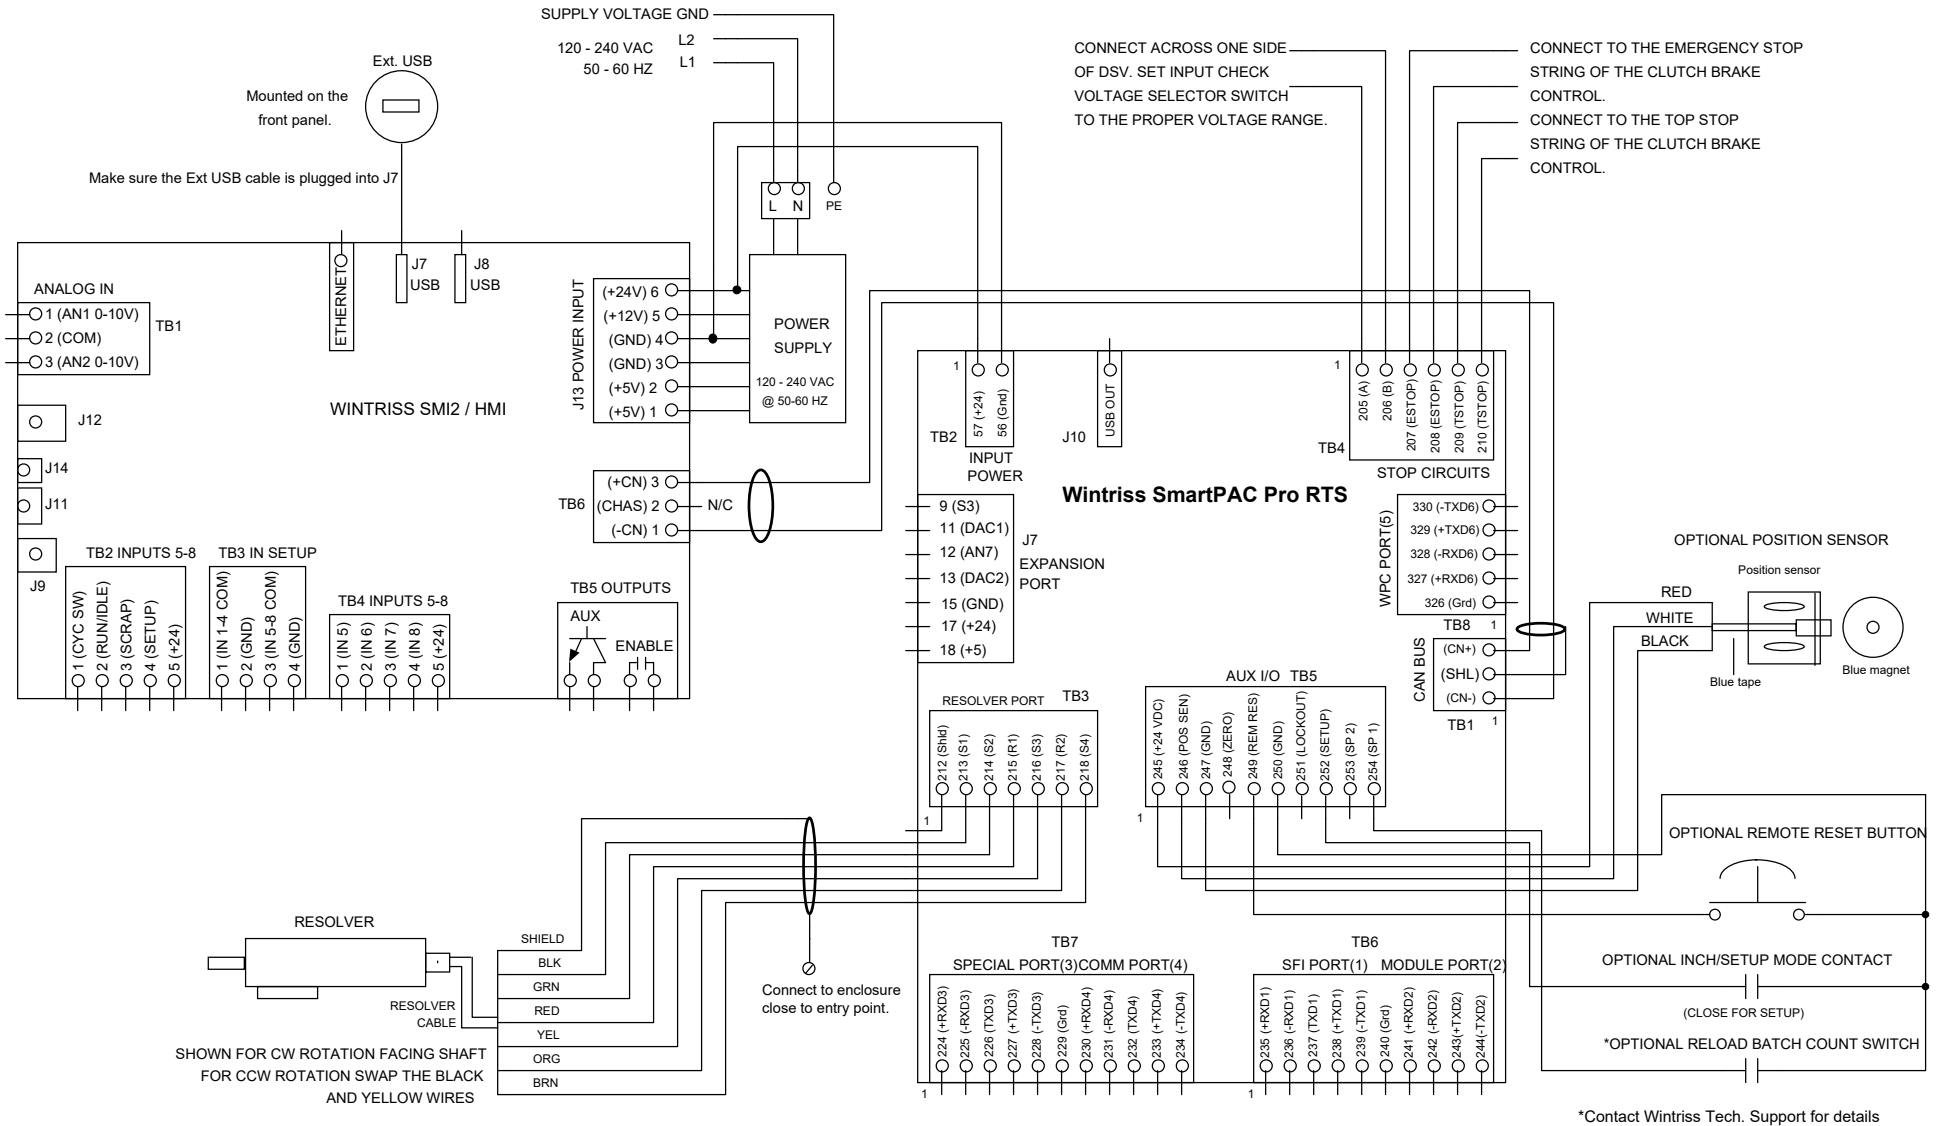 SUPPLY VOLTAGE GND
120 - 240 VAC
50 - 60 HZ
L2
L1
Ext. USB
Mounted on the
front panel.
Make sure the Ext USB cable is plugged into J7
CONNECT ACROSS ONE SIDE
OF DSV. SET INPUT CHECK
VOLTAGE SELECTOR SWITCH
TO THE PROPER VOLTAGE RANGE.
CONNECT TO THE EMERGENCY STOP
STRING OF THE CLUTCH BRAKE
CONTROL.
CONNECT TO THE TOP STOP
STRING OF THE CLUTCH BRAKE
CONTROL.
L
N
PE
ANALOG IN
1 (AN1 0-10V)
2 (COM)
3 (AN2 0-10V)
TB1
ETHERNET
J7
USB
J8
USB
J13 POWER INPUT
(+24V) 6
(+12V) 5
(GND) 4
(GND) 3
(+5V) 2
(+5V) 1
POWER
SUPPLY
120 - 240 VAC
@ 50-60 HZ
WINTRISS SMI2 / HMI
J12
J14
J11
J9
TB6
(+CN) 3
(CHAS) 2
(-CN) 1
N/C
TB2 INPUTS 5-8
1 (CYC SW)
2 (RUN/IDLE)
3 (SCRAP)
4 (SETUP)
5 (+24)
TB3 IN SETUP
1 (IN 1-4 COM)
2 (GND)
3 (IN 5-8 COM)
4 (GND)
TB4 INPUTS 5-8
1 (IN 5)
2 (IN 6)
3 (IN 7)
4 (IN 8)
5 (+24)
TB5 OUTPUTS
AUX
ENABLE
1
57 (+24)
56 (Gnd)
TB2
INPUT
POWER
J10
USB OUT
1
205 (A)
206 (B)
207 (ESTOP)
208 (ESTOP)
209 (TSTOP)
210 (TSTOP)
TB4
STOP CIRCUITS
Wintriss SmartPAC Pro RTS
9 (S3)
11 (DAC1)
12 (AN7)
13 (DAC2)
15 (GND)
17 (+24)
18 (+5)
J7
EXPANSION
PORT
WPC PORT(5)
330 (-TXD6)
329 (+TXD6)
328 (-RXD6)
327 (+RXD6)
326 (Grd)
TB8
1
CAN BUS
(CN+)
(SHL)
(CN-)
TB1
1
OPTIONAL POSITION SENSOR
Position sensor
RED
WHITE
BLACK
Blue tape
Blue magnet
RESOLVER PORT
TB3
212 (Shld)
213 (S1)
214 (S2)
215 (R1)
216 (S3)
217 (R2)
218 (S4)
1
AUX I/O TB5
245 (+24 VDC)
246 (POS SEN)
247 (GND)
248 (ZERO)
249 (REM RES)
250 (GND)
251 (LOCKOUT)
252 (SETUP)
253 (SP 2)
254 (SP 1)
1
OPTIONAL REMOTE RESET BUTTON
OPTIONAL INCH/SETUP MODE CONTACT
(CLOSE FOR SETUP)
*OPTIONAL RELOAD BATCH COUNT SWITCH
*Contact Wintriss Tech. Support for details
RESOLVER
SHIELD
BLK
GRN
RED
YEL
ORG
BRN
RESOLVER
CABLE
SHOWN FOR CW ROTATION FACING SHAFT
FOR CCW ROTATION SWAP THE BLACK
AND YELLOW WIRES
Connect to enclosure
close to entry point.
TB7
SPECIAL PORT(3)COMM PORT(4)
224 (+RXD3)
225 (-RXD3)
226 (TXD3)
227 (+TXD3)
228 (-TXD3)
229 (Grd)
230 (+RXD4)
231 (-RXD4)
232 (TXD4)
233 (+TXD4)
234 (-TXD4)
1
TB6
SFI PORT(1) MODULE PORT(2)
235 (+RXD1)
236 (-RXD1)
237 (TXD1)
238 (+TXD1)
239 (-TXD1)
240 (Grd)
241 (+RXD2)
242 (-RXD2)
243(+TXD2)
244(-TXD2)
1